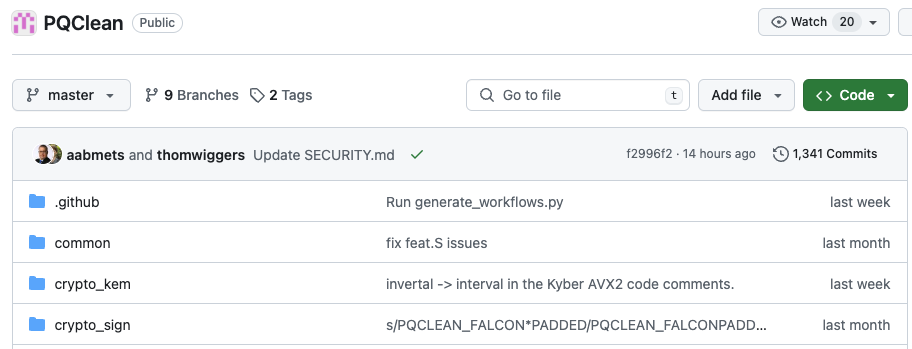 PQClean Public Watch 20
master 9 Branches 2 Tags Go to file t Add file Code
aabmets and thomwiggers Update SECURITY.md f2996f2 · 14 hours ago 1,341 Commits
.github Run generate_workflows.py last week
common fix feat.S issues last month
crypto_kem invertal -> interval in the Kyber AVX2 code comments. last week
crypto_sign s/PQCLEAN_FALCON*PADDED/PQCLEAN_FALCONPADD... last month